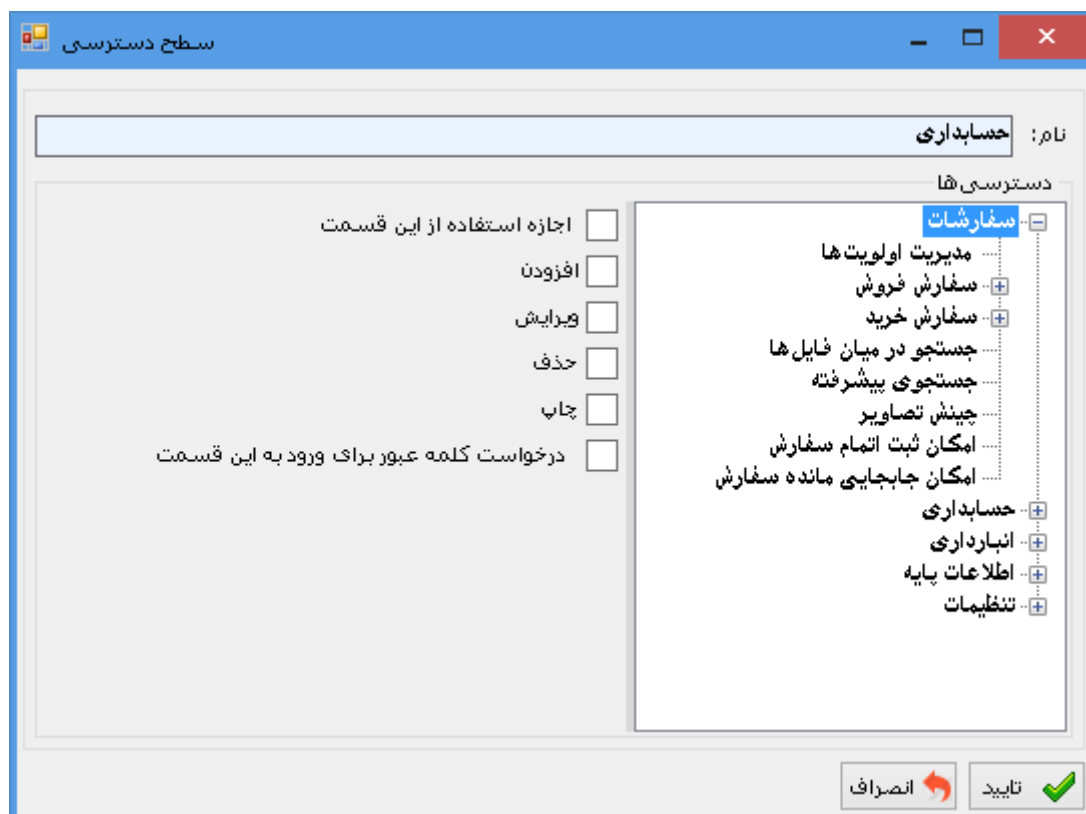 سطح دسترسی
نام: حسابداری
دسترسی‌ها
سفارشات
مدیریت اولویت‌ها
سفارش فروش
سفارش خرید
جستجو در میان فایل‌ها
جستجوی پیشرفته
چینش تصاویر
امکان ثبت اتمام سفارش
امکان جابجایی مانده سفارش
حسابداری
انبارداری
اطلاعات پایه
تنظیمات
اجازه استفاده از این قسمت
افزودن
ویرایش
حذف
چاپ
درخواست کلمه عبور برای ورود به این قسمت
تایید
انصراف